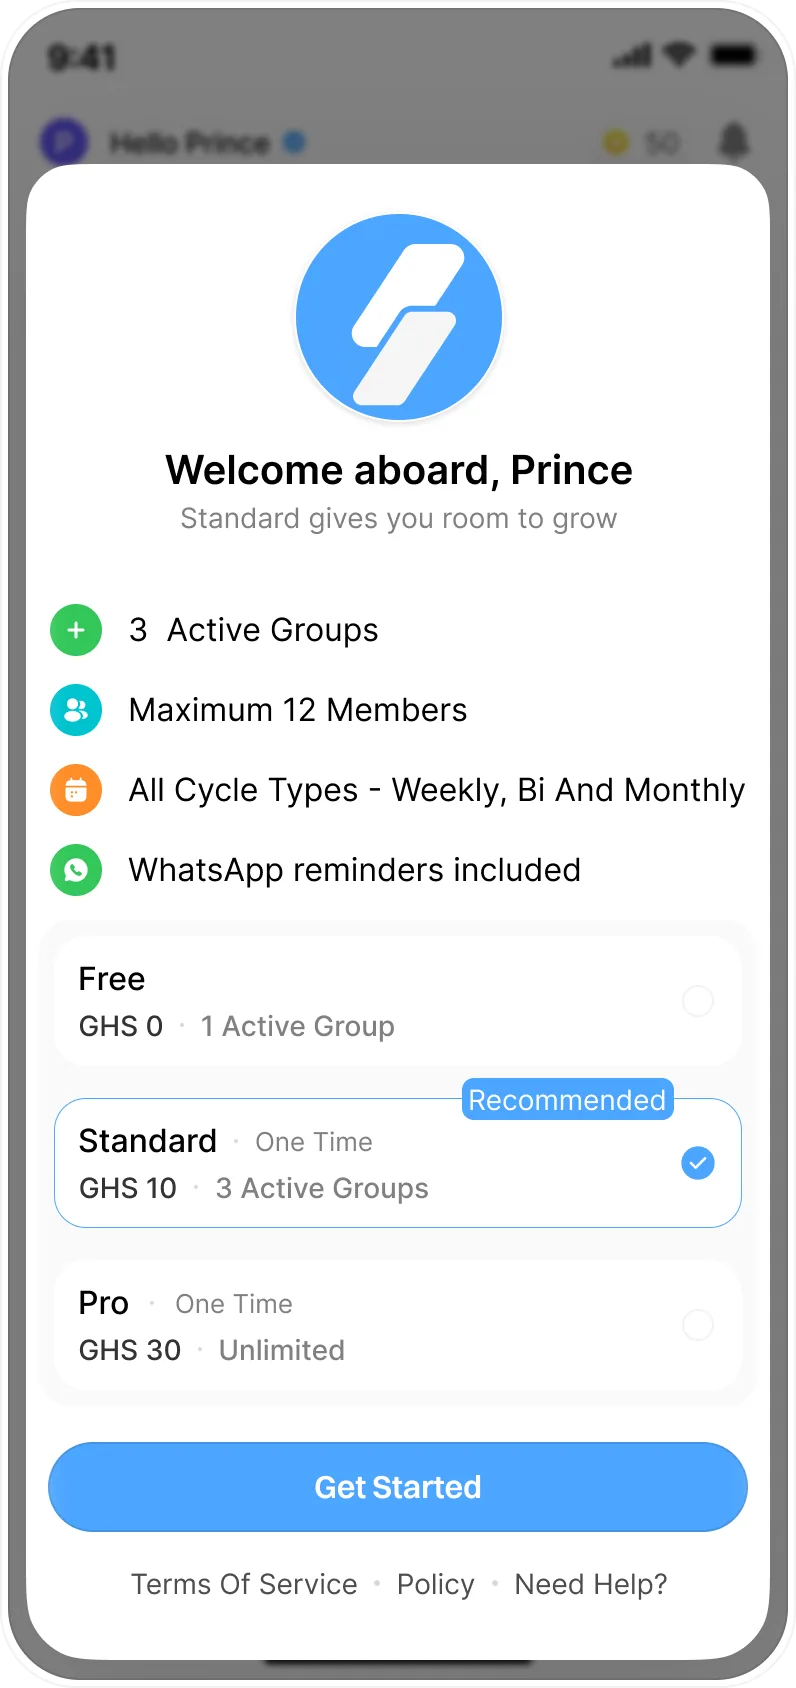 9:41
P Hello Prince 50
Welcome aboard, Prince
Standard gives you room to grow
3 Active Groups
Maximum 12 Members
All Cycle Types - Weekly, Bi And Monthly
WhatsApp reminders included
Free
GHS 0 · 1 Active Group
Recommended
Standard · One Time
GHS 10 · 3 Active Groups
Pro · One Time
GHS 30 · Unlimited
Get Started
Terms Of Service · Policy · Need Help?